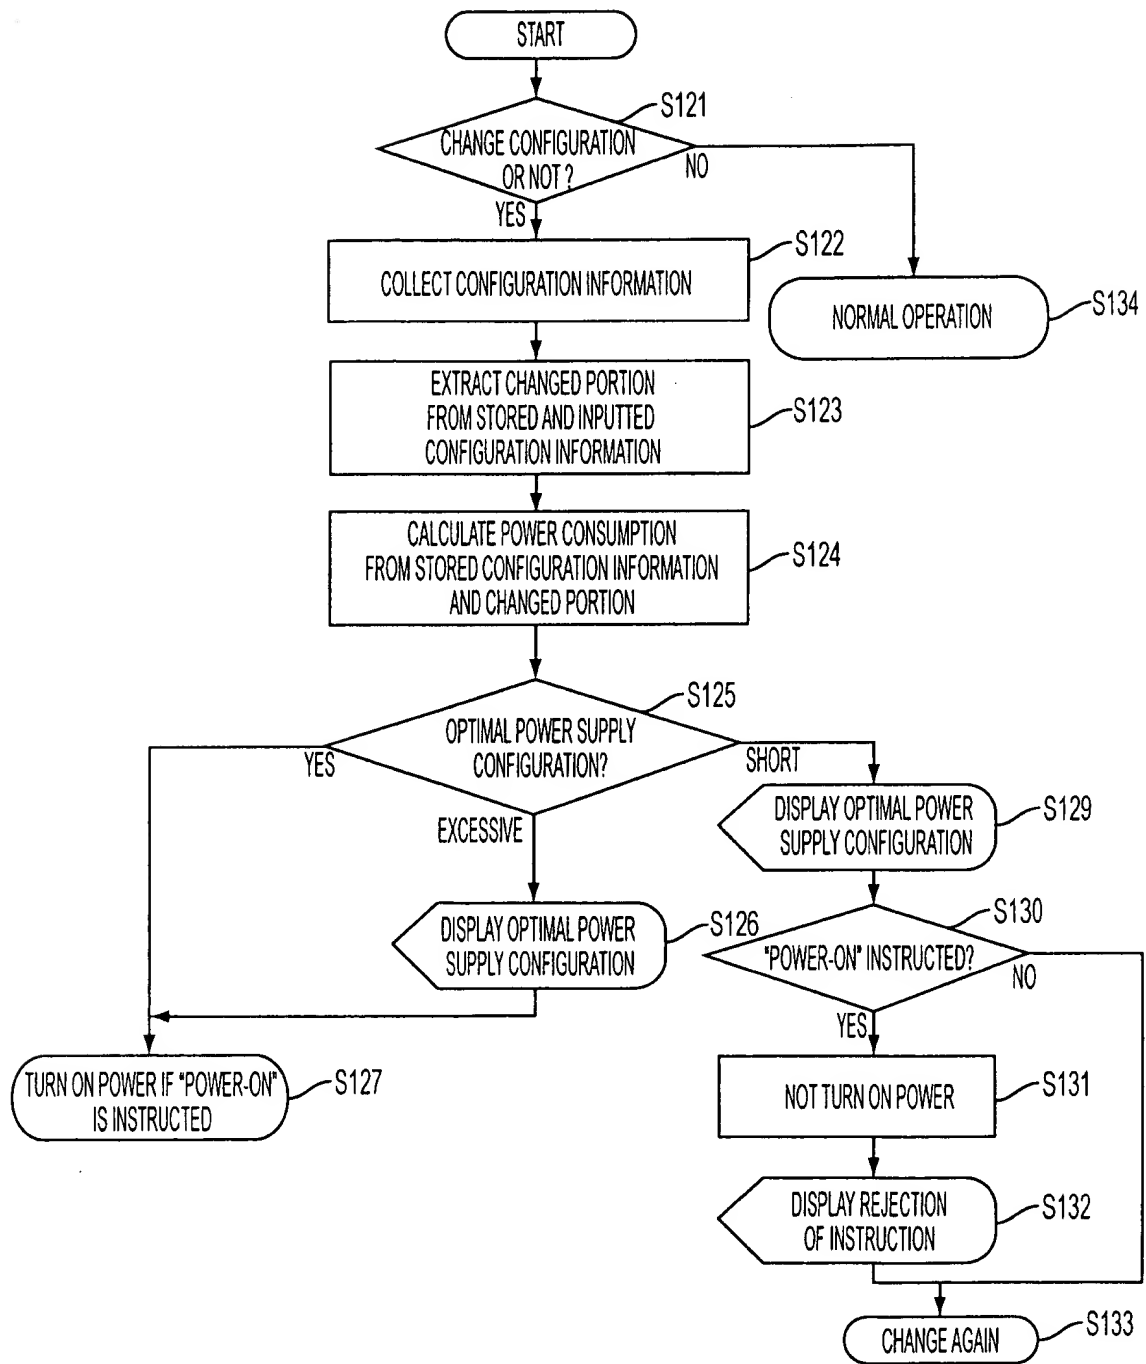 START
S121
CHANGE CONFIGURATION
OR NOT ?
NO
YES
S122
COLLECT CONFIGURATION INFORMATION
S134
NORMAL OPERATION
EXTRACT CHANGED PORTION
FROM STORED AND INPUTTED
CONFIGURATION INFORMATION
S123
CALCULATE POWER CONSUMPTION
FROM STORED CONFIGURATION INFORMATION
AND CHANGED PORTION
S124
S125
OPTIMAL POWER SUPPLY
CONFIGURATION?
YES
SHORT
EXCESSIVE
DISPLAY OPTIMAL POWER
SUPPLY CONFIGURATION
S129
DISPLAY OPTIMAL POWER
SUPPLY CONFIGURATION
S126
S130
"POWER-ON" INSTRUCTED?
NO
YES
TURN ON POWER IF "POWER-ON"
IS INSTRUCTED
S127
NOT TURN ON POWER
S131
DISPLAY REJECTION
OF INSTRUCTION
S132
CHANGE AGAIN
S133